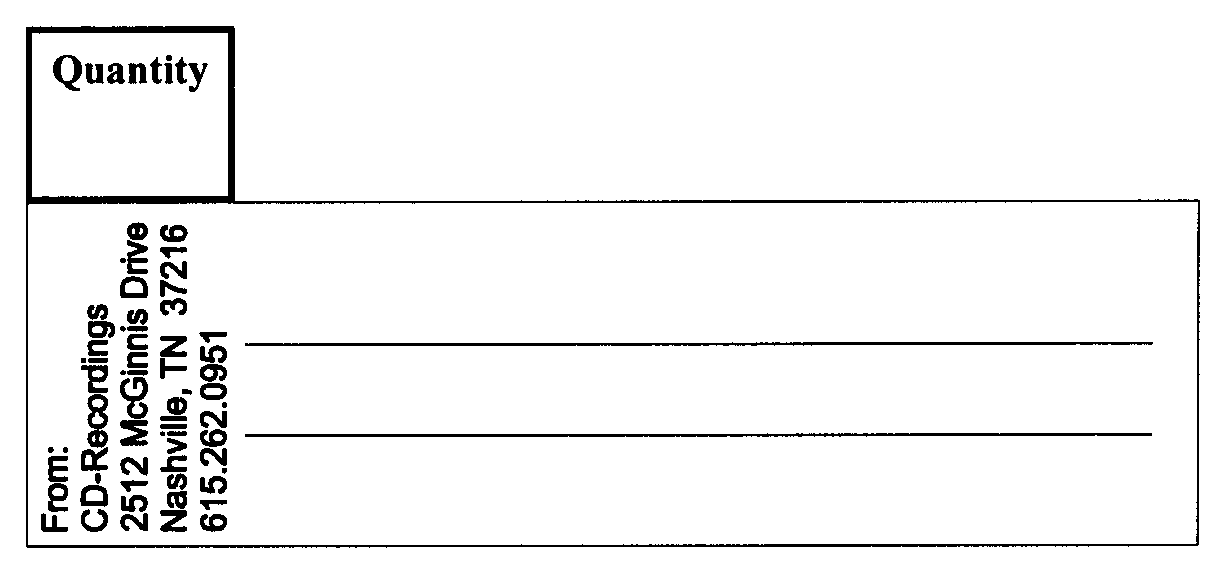 Quantity
From:
CD-Recordings
2512 McGinnis Drive
Nashville, TN 37216
615.262.0951